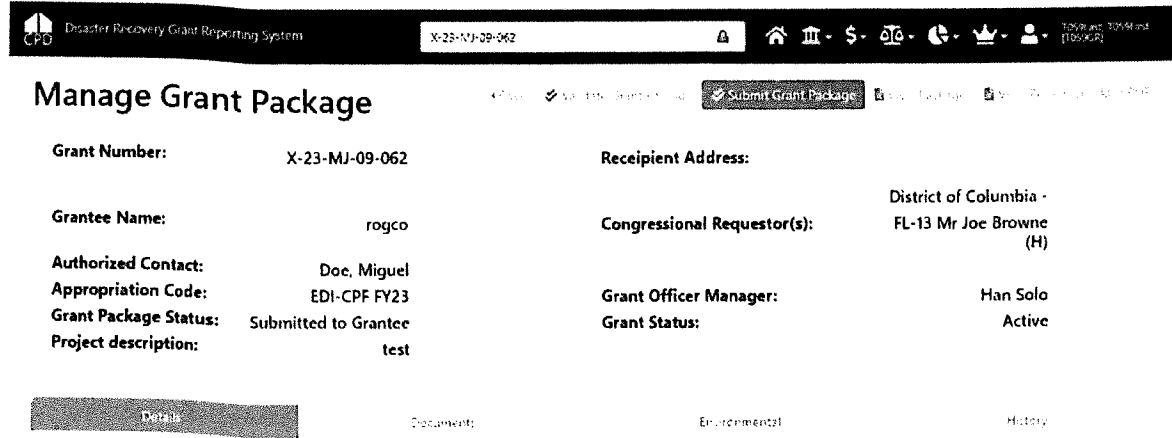 CPD Disaster Recovery Grant Reporting System
X-23-MJ-09-062
Manage Grant Package
Submit Grant Package
Grant Number: X-23-MJ-09-062
Receipient Address:
District of Columbia -
Grantee Name: rogco
Congressional Requestor(s): FL-13 Mr Joe Browne
(H)
Authorized Contact: Doe, Miguel
Appropriation Code: EDI-CPF FY23
Grant Officer Manager: Han Solo
Grant Package Status: Submitted to Grantee
Grant Status: Active
Project description: test
Details Documents Environmental History